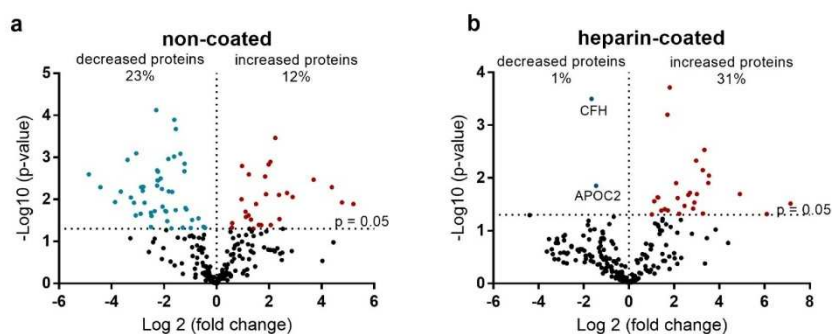 a
non-coated
decreased proteins
23%
increased proteins
12%
-Log10 (p-value)
5
4
3
2
1
0
p = 0.05
-6
-4
-2
0
2
4
6
Log 2 (fold change)
b
heparin-coated
decreased proteins
1%
increased proteins
31%
-Log10 (p-value)
4
3
2
1
0
CFH
APOC2
p = 0.05
-6
-4
-2
0
2
4
6
8
Log 2 (fold change)